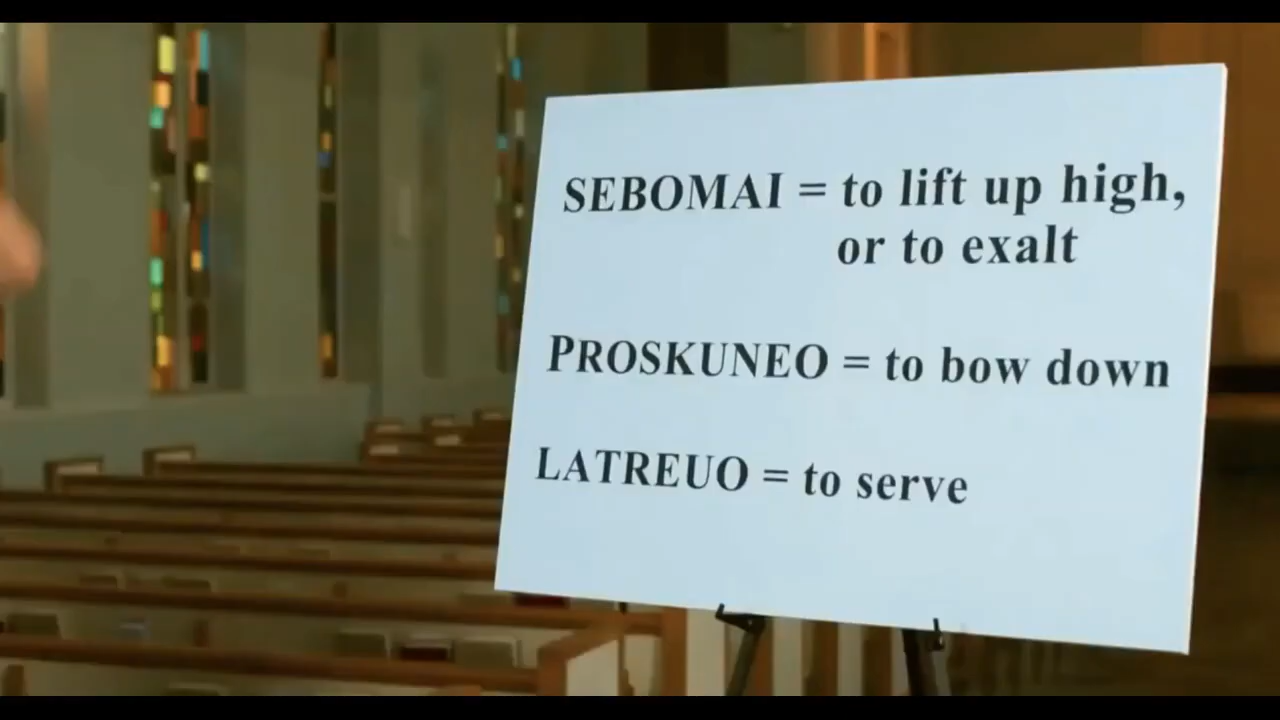 SEBOMAI = to lift up high,
or to exalt
PROSKUNEO = to bow down
LATREUO = to serve